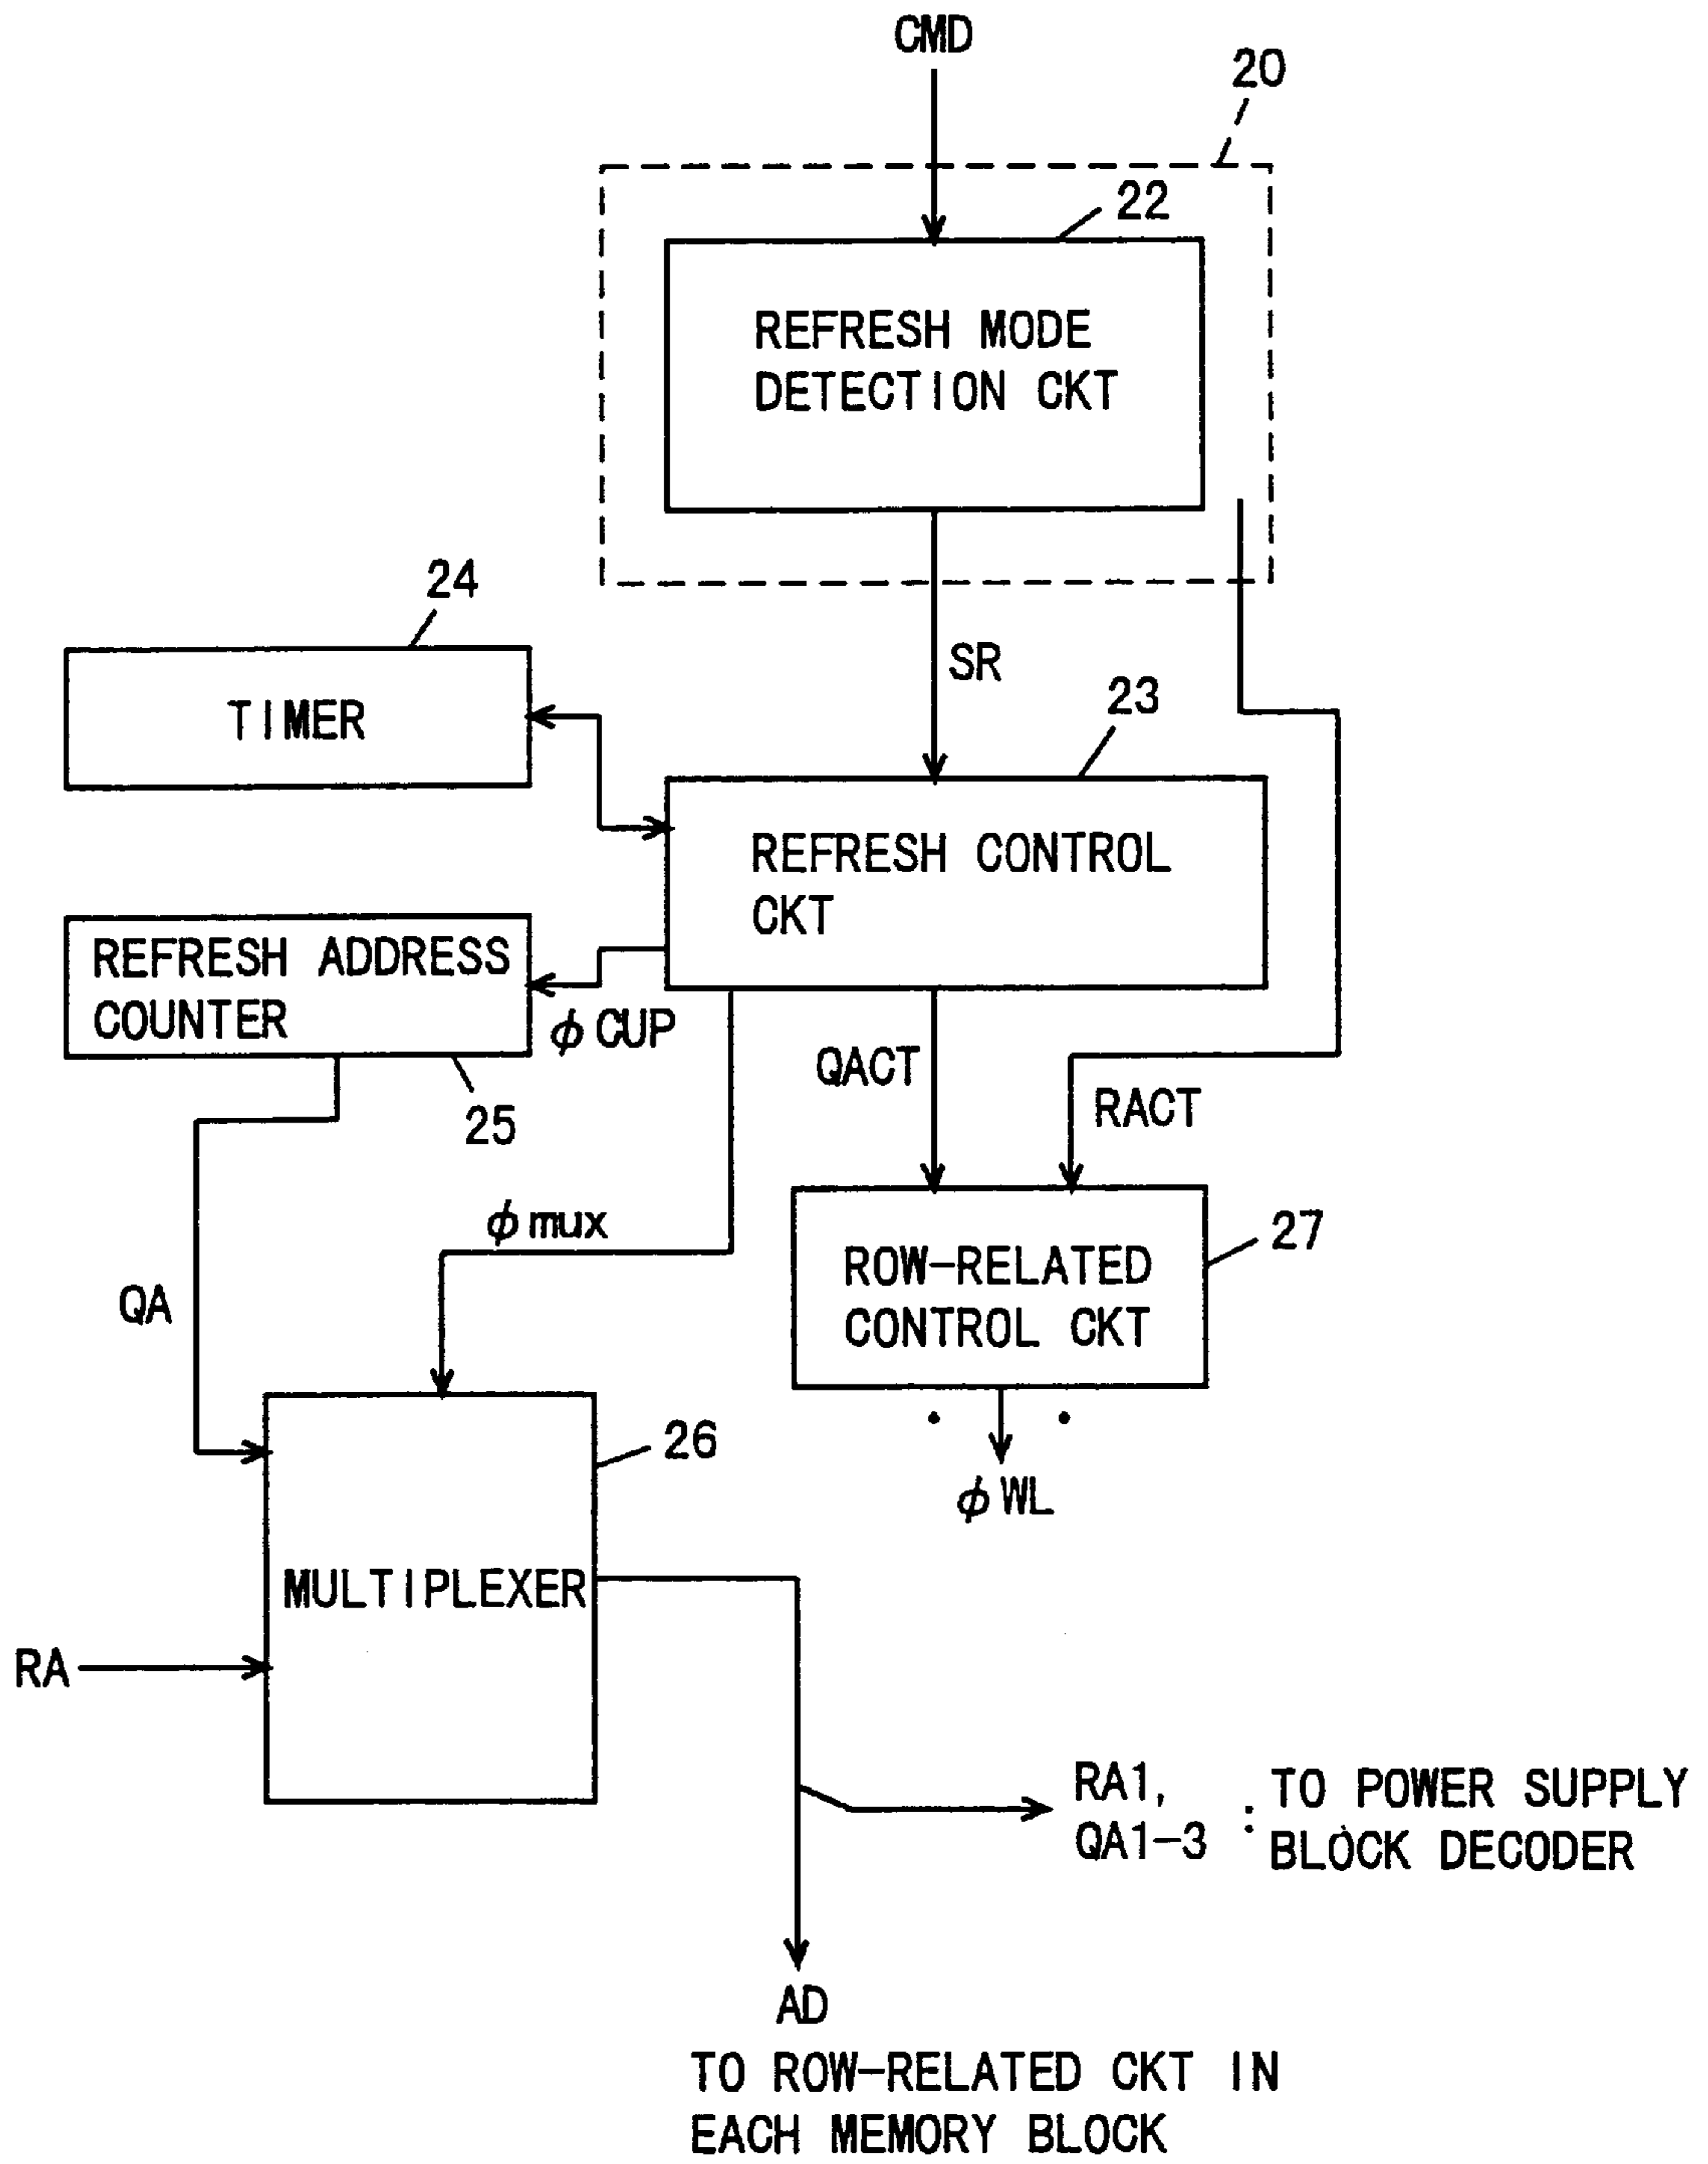 CMD
20
22
REFRESH MODE
DETECTION CKT
24
SR
TIMER
23
REFRESH CONTROL
CKT
REFRESH ADDRESS
COUNTER
φCUP
25
QACT
RACT
φmux
27
ROW-RELATED
CONTROL CKT
QA
26
φWL
MULTIPLEXER
RA
RA1,
QA1-3
: TO POWER SUPPLY
BLOCK DECODER
AD
TO ROW-RELATED CKT IN
EACH MEMORY BLOCK